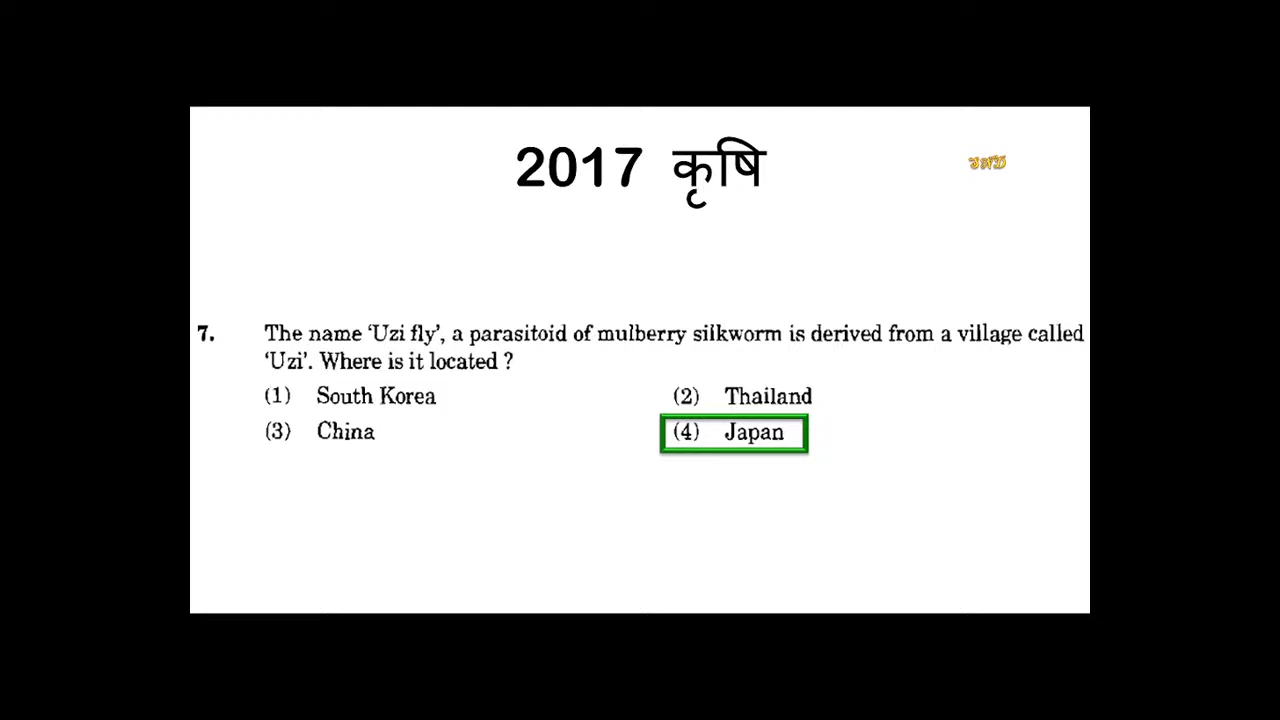 2017 कृषि
7. The name ‘Uzi fly’, a parasitoid of mulberry silkworm is derived from a village called
‘Uzi’. Where is it located ?
(1) South Korea (2) Thailand
(3) China (4) Japan